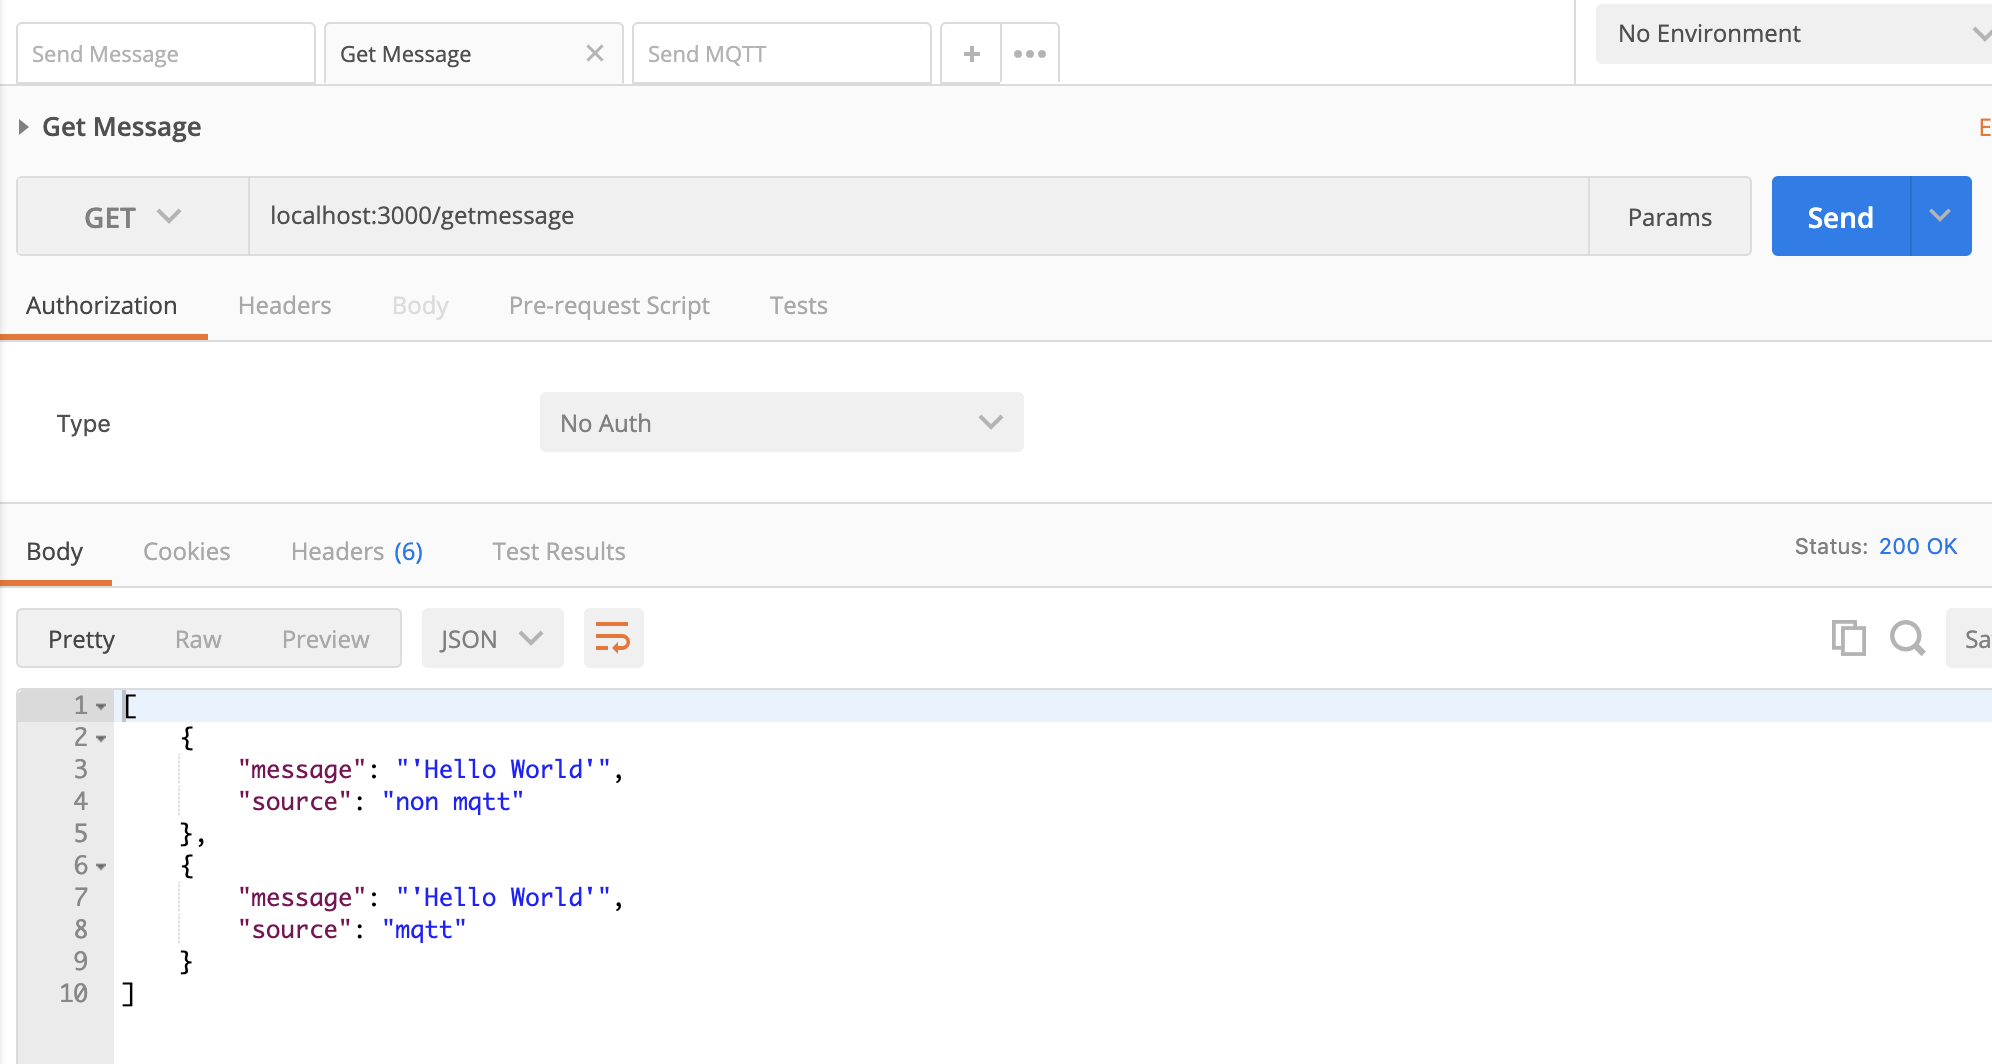 Send Message
Get Message
Send MQTT
No Environment
Get Message
E
GET
localhost:3000/getmessage
Params
Send
Authorization
Headers
Body
Pre-request Script
Tests
Type
No Auth
Body
Cookies
Headers (6)
Test Results
Status: 200 OK
Pretty
Raw
Preview
JSON
Sa
1 [
2 {
3 "message": "'Hello World'",
4 "source": "non mqtt"
5 },
6 {
7 "message": "'Hello World'",
8 "source": "mqtt"
9 }
10 ]